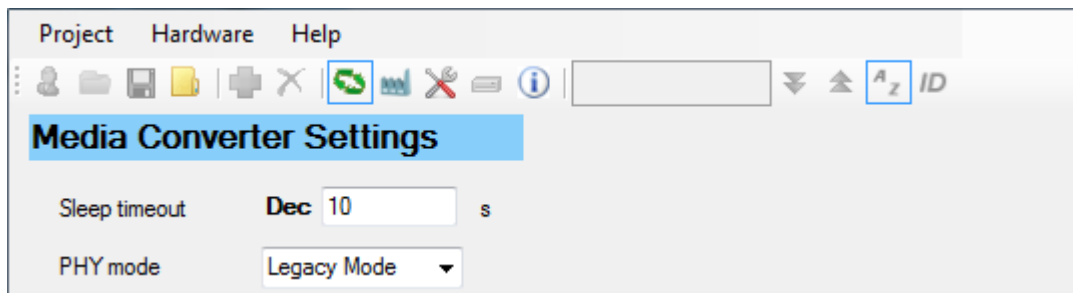 Project Hardware Help
A Z ID
Media Converter Settings
Sleep timeout Dec 10 s
PHY mode Legacy Mode